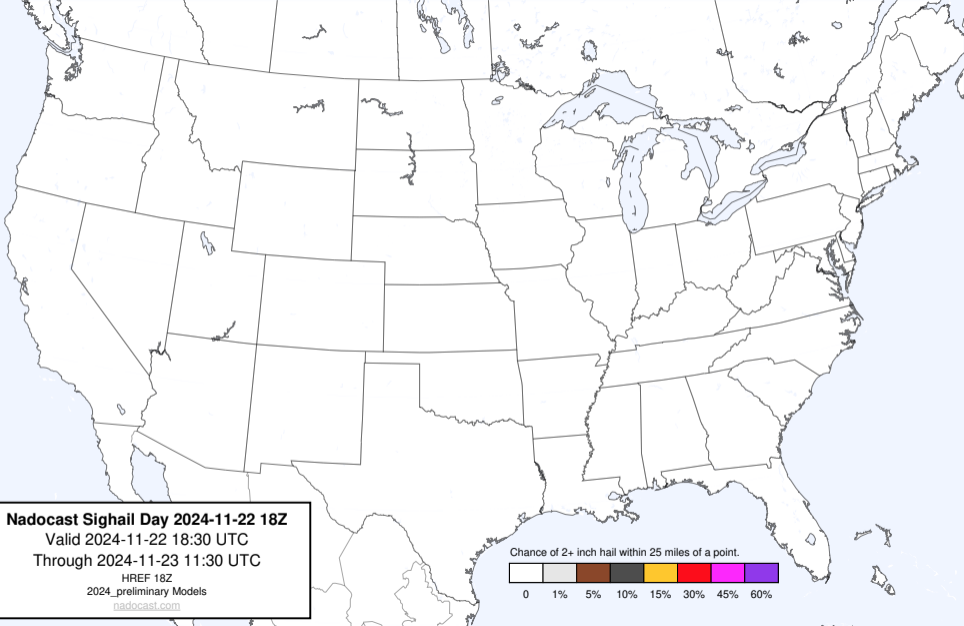 Nadocast Sighail Day 2024-11-22 18Z
Valid 2024-11-22 18:30 UTC
Through 2024-11-23 11:30 UTC
HREF 18Z
2024_preliminary Models
nadocast.com
Chance of 2+ inch hail within 25 miles of a point.
0 1% 5% 10% 15% 30% 45% 60%